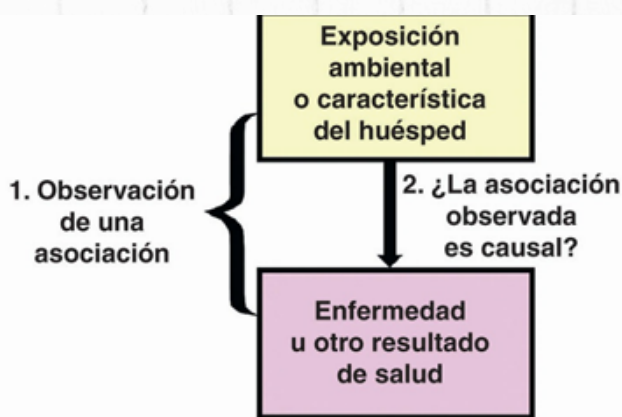 Exposición
ambiental
o característica
del huésped
1. Observación
de una
asociación
2. ¿La asociación
observada
es causal?
Enfermedad
u otro resultado
de salud